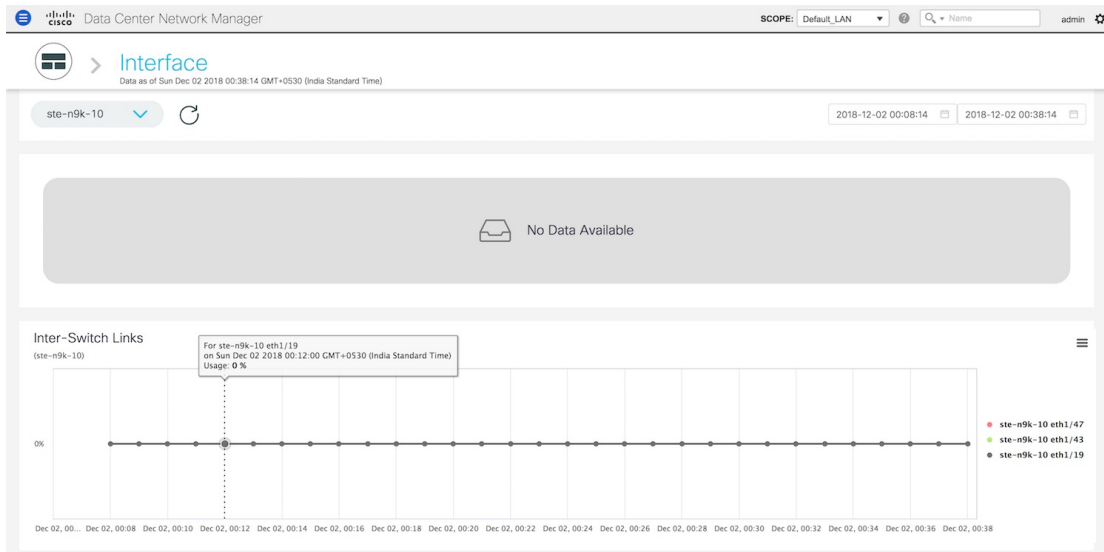 cisco Data Center Network Manager SCOPE: Default_LAN ? Name admin
Interface
Data as of Sun Dec 02 2018 00:38:14 GMT+0530 (India Standard Time)
ste-n9k-10 2018-12-02 00:08:14 2018-12-02 00:38:14
No Data Available
Inter-Switch Links
(ste-n9k-10)
For ste-n9k-10 eth1/19
on Sun Dec 02 2018 00:12:00 GMT+0530 (India Standard Time)
Usage: 0 %
0%
ste-n9k-10 eth1/47
ste-n9k-10 eth1/43
ste-n9k-10 eth1/19
Dec 02, 00... Dec 02, 00:08 Dec 02, 00:10 Dec 02, 00:12 Dec 02, 00:14 Dec 02, 00:16 Dec 02, 00:18 Dec 02, 00:20 Dec 02, 00:22 Dec 02, 00:24 Dec 02, 00:26 Dec 02, 00:28 Dec 02, 00:30 Dec 02, 00:32 Dec 02, 00:34 Dec 02, 00:36 Dec 02, 00:38